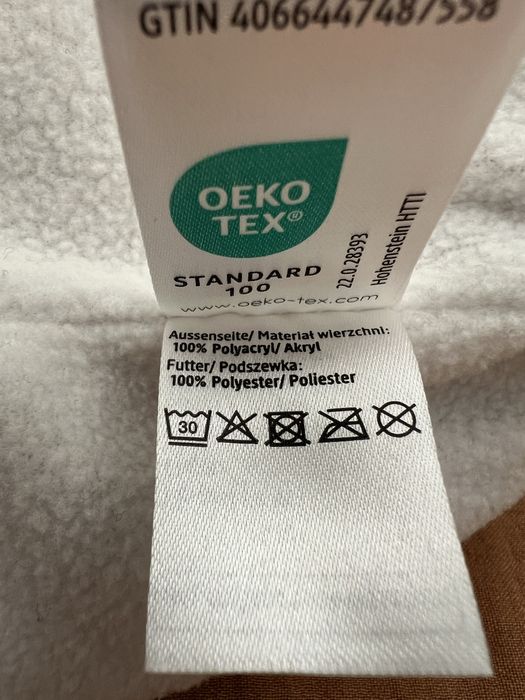 GTIN 4066447487558
OEKO
TEX®
STANDARD
100
www.oeko-tex.com
22.0.28393
Hohenstein HTTI
Aussenseite/ Materiał wierzchni:
100% Polyacryl/ Akryl
Futter/ Podszewka:
100% Polyester/ Poliester
30